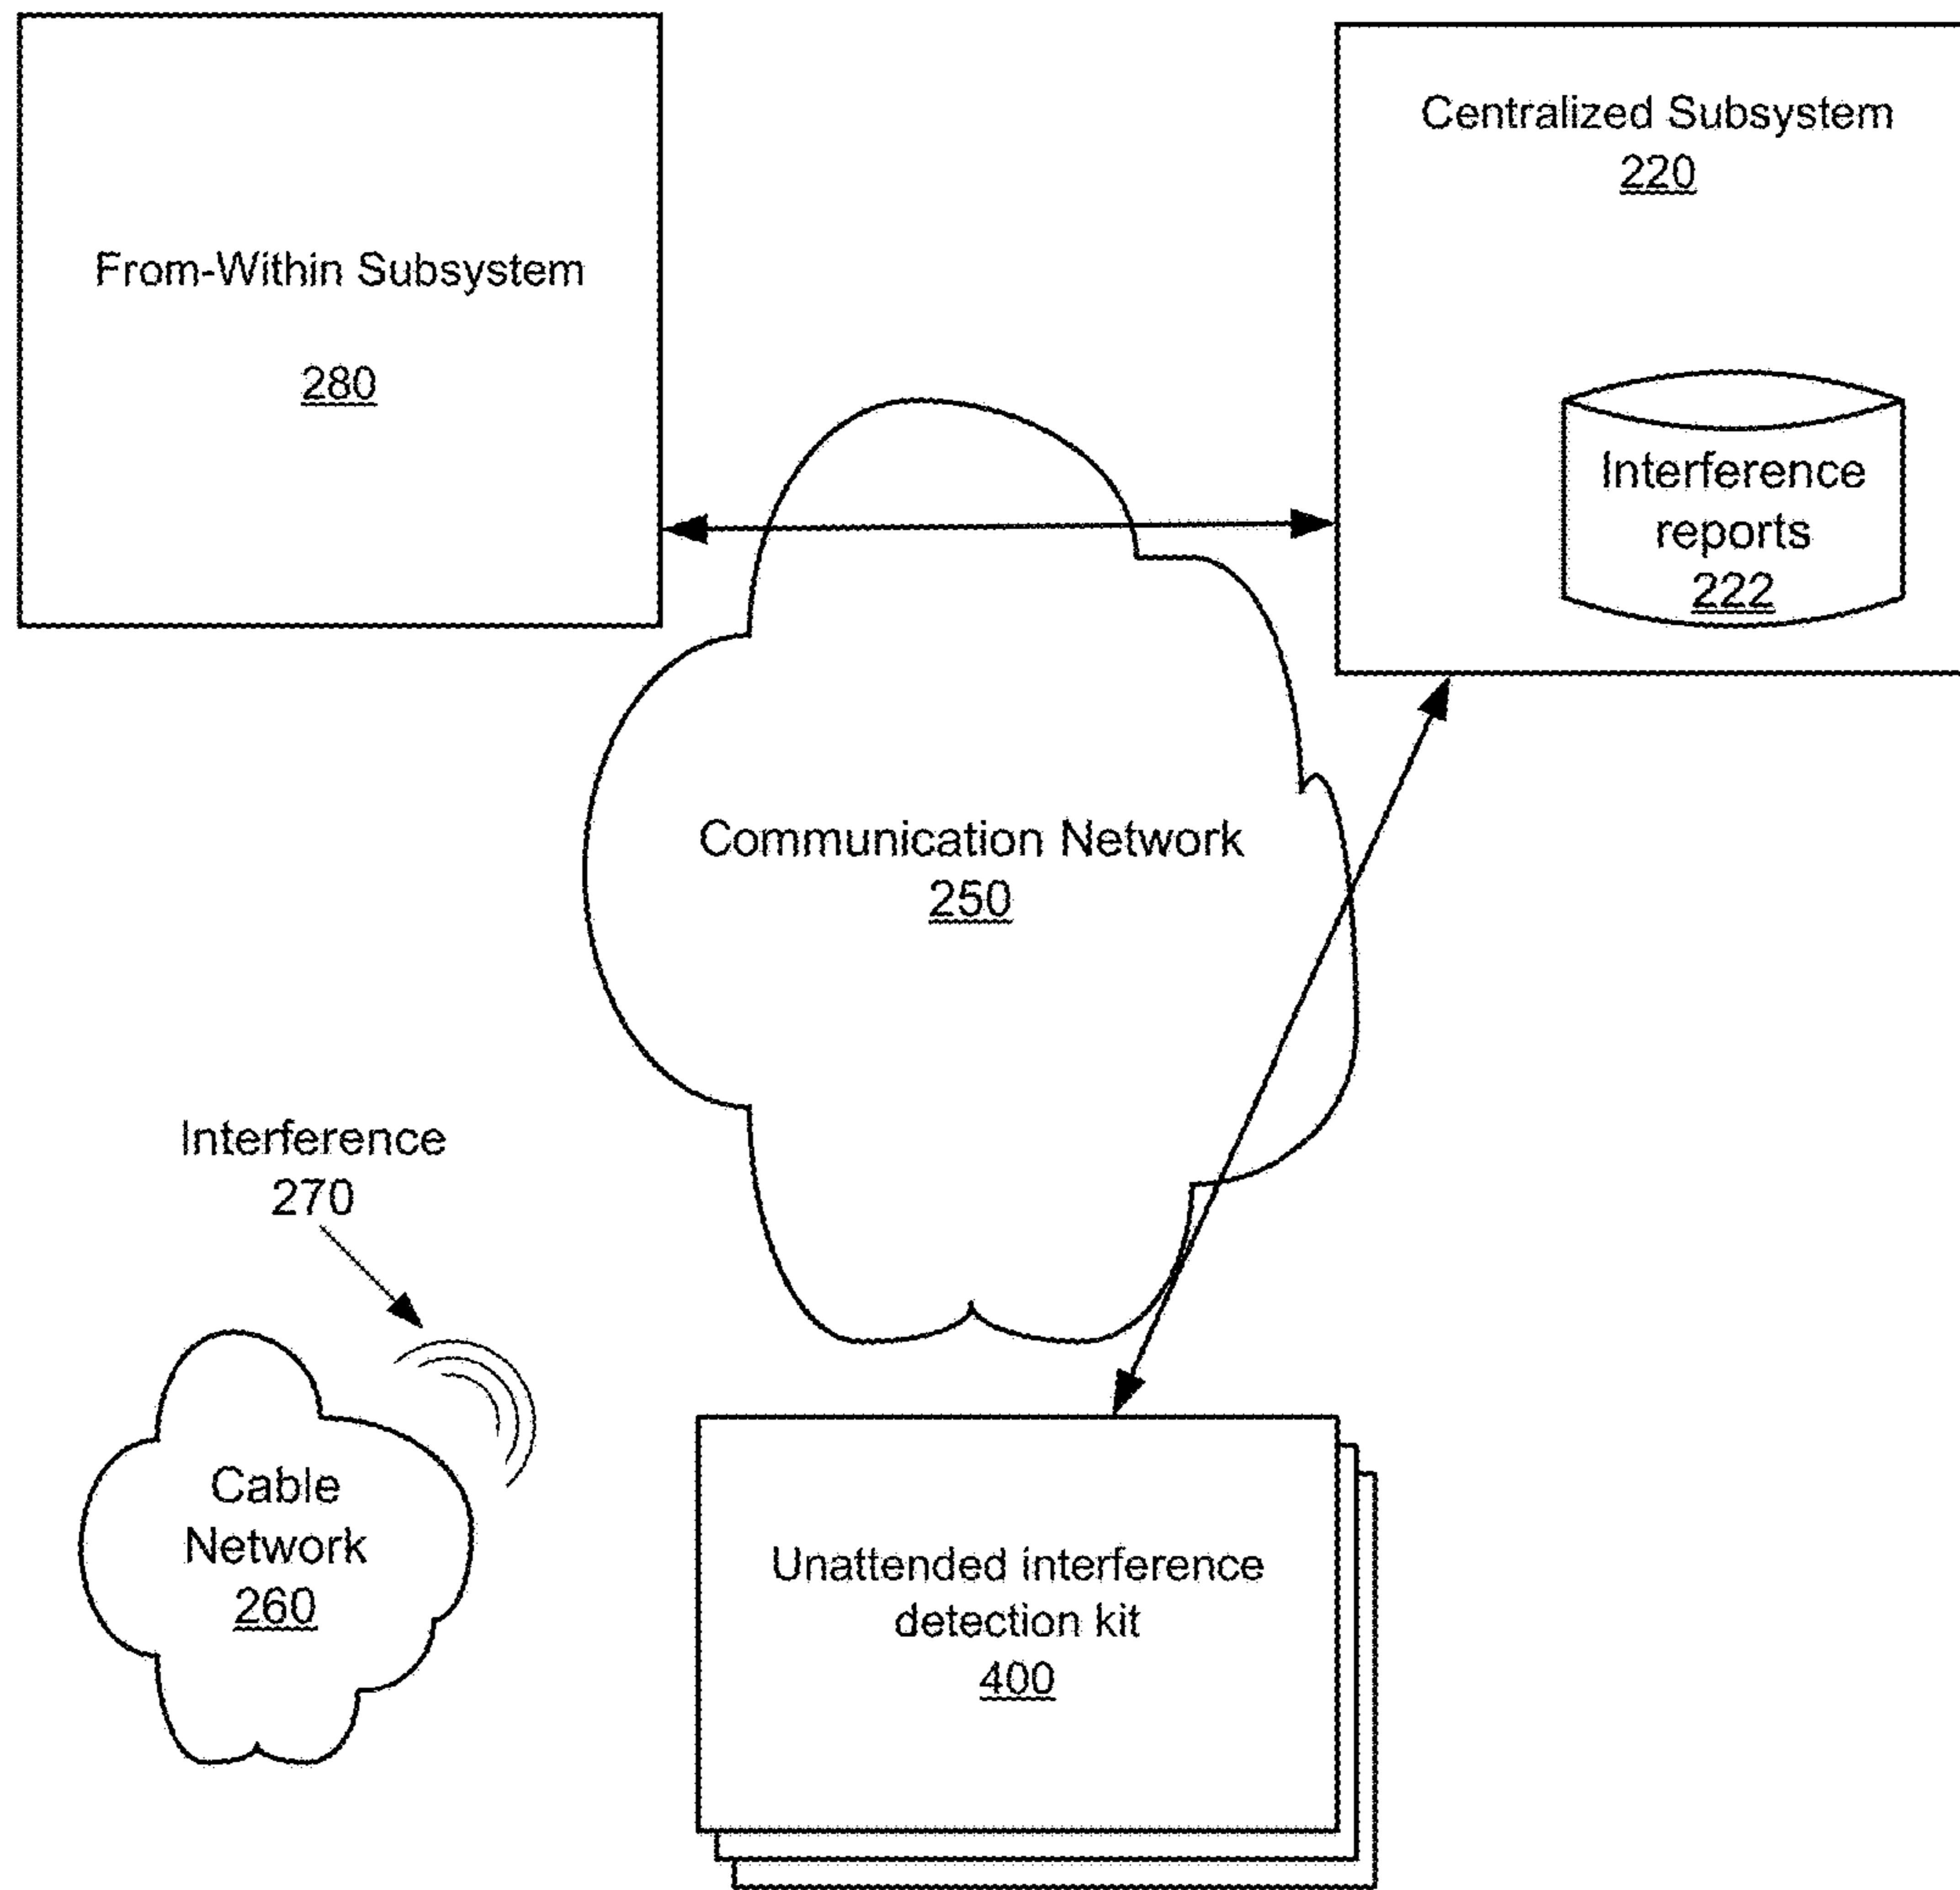 From-Within Subsystem
280
Centralized Subsystem
220
Interference
reports
222
Communication Network
250
Interference
270
Cable
Network
260
Unattended interference
detection kit
400